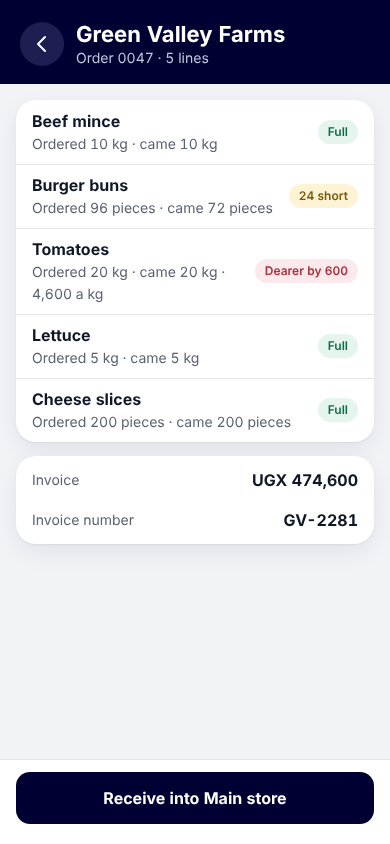 Green Valley Farms
Order 0047 · 5 lines
Beef mince
Ordered 10 kg · came 10 kg
Full
Burger buns
Ordered 96 pieces · came 72 pieces
24 short
Tomatoes
Ordered 20 kg · came 20 kg ·
4,600 a kg
Dearer by 600
Lettuce
Ordered 5 kg · came 5 kg
Full
Cheese slices
Ordered 200 pieces · came 200 pieces
Full
Invoice
UGX 474,600
Invoice number
GV-2281
Receive into Main store